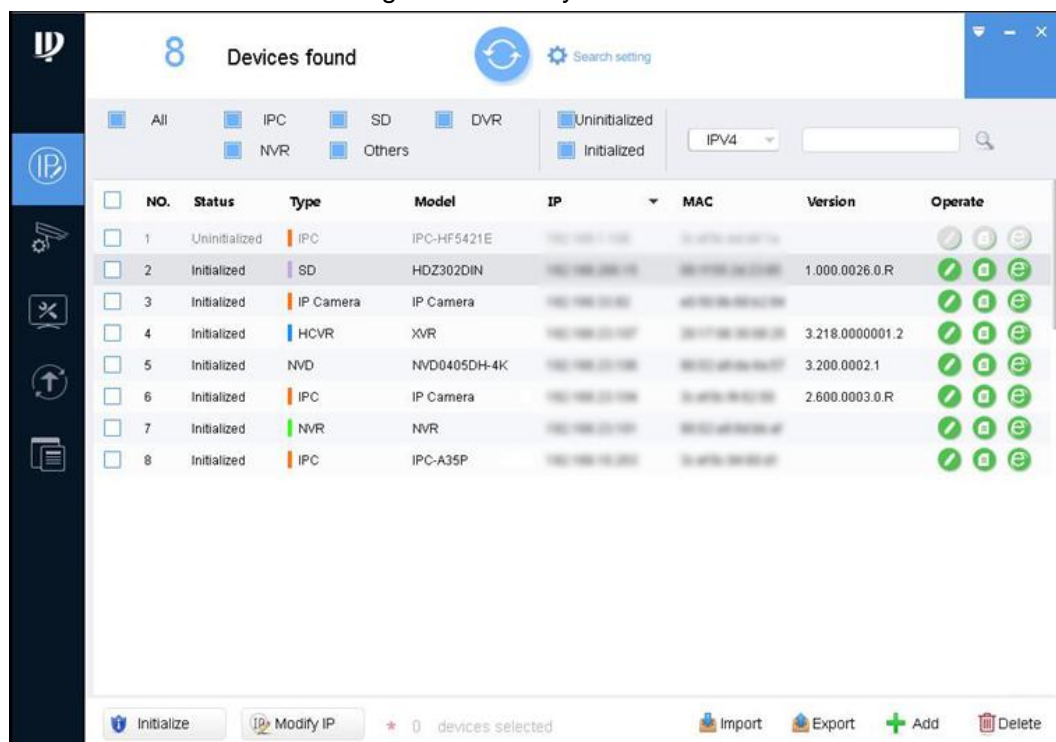 8 Devices found Search setting
All IPC SD DVR Uninitialized
NVR Others Initialized
IPV4
NO. Status Type Model IP MAC Version Operate
1 Uninitialized IPC IPC-HF5421E
2 Initialized SD HDZ302DIN 1.000.0026.0.R
3 Initialized IP Camera IP Camera
4 Initialized HCVR XVR 3.218.0000001.2
5 Initialized NVD NVD0405DH-4K 3.200.0002.1
6 Initialized IPC IP Camera 2.600.0003.0.R
7 Initialized NVR NVR
8 Initialized IPC IPC-A35P
Initialize Modify IP * 0 devices selected Import Export Add Delete